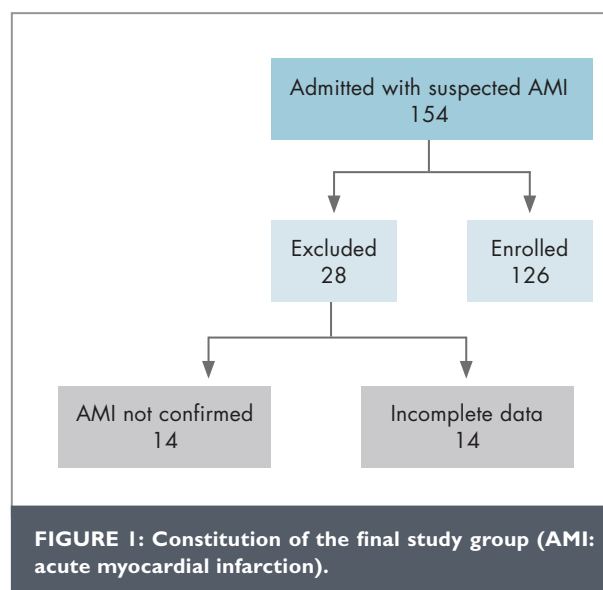 Admitted with suspected AMI
154
Excluded
28
Enrolled
126
AMI not confirmed
14
Incomplete data
14
FIGURE 1: Constitution of the final study group (AMI:
acute myocardial infarction).